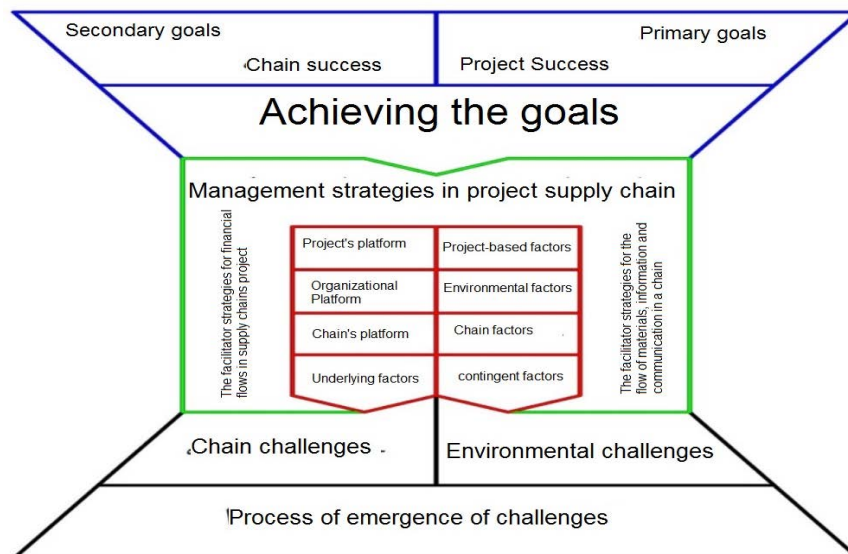 Secondary goals
Primary goals
Chain success
Project Success
Achieving the goals
Management strategies in project supply chain
The facilitator strategies for financial
flows in supply chains project
Project's platform
Project-based factors
Organizational
Platform
Environmental factors
Chain's platform
Chain factors
Underlying factors
contingent factors
The facilitator strategies for the
flow of materials, information and
communication in a chain
Chain challenges
Environmental challenges
Process of emergence of challenges